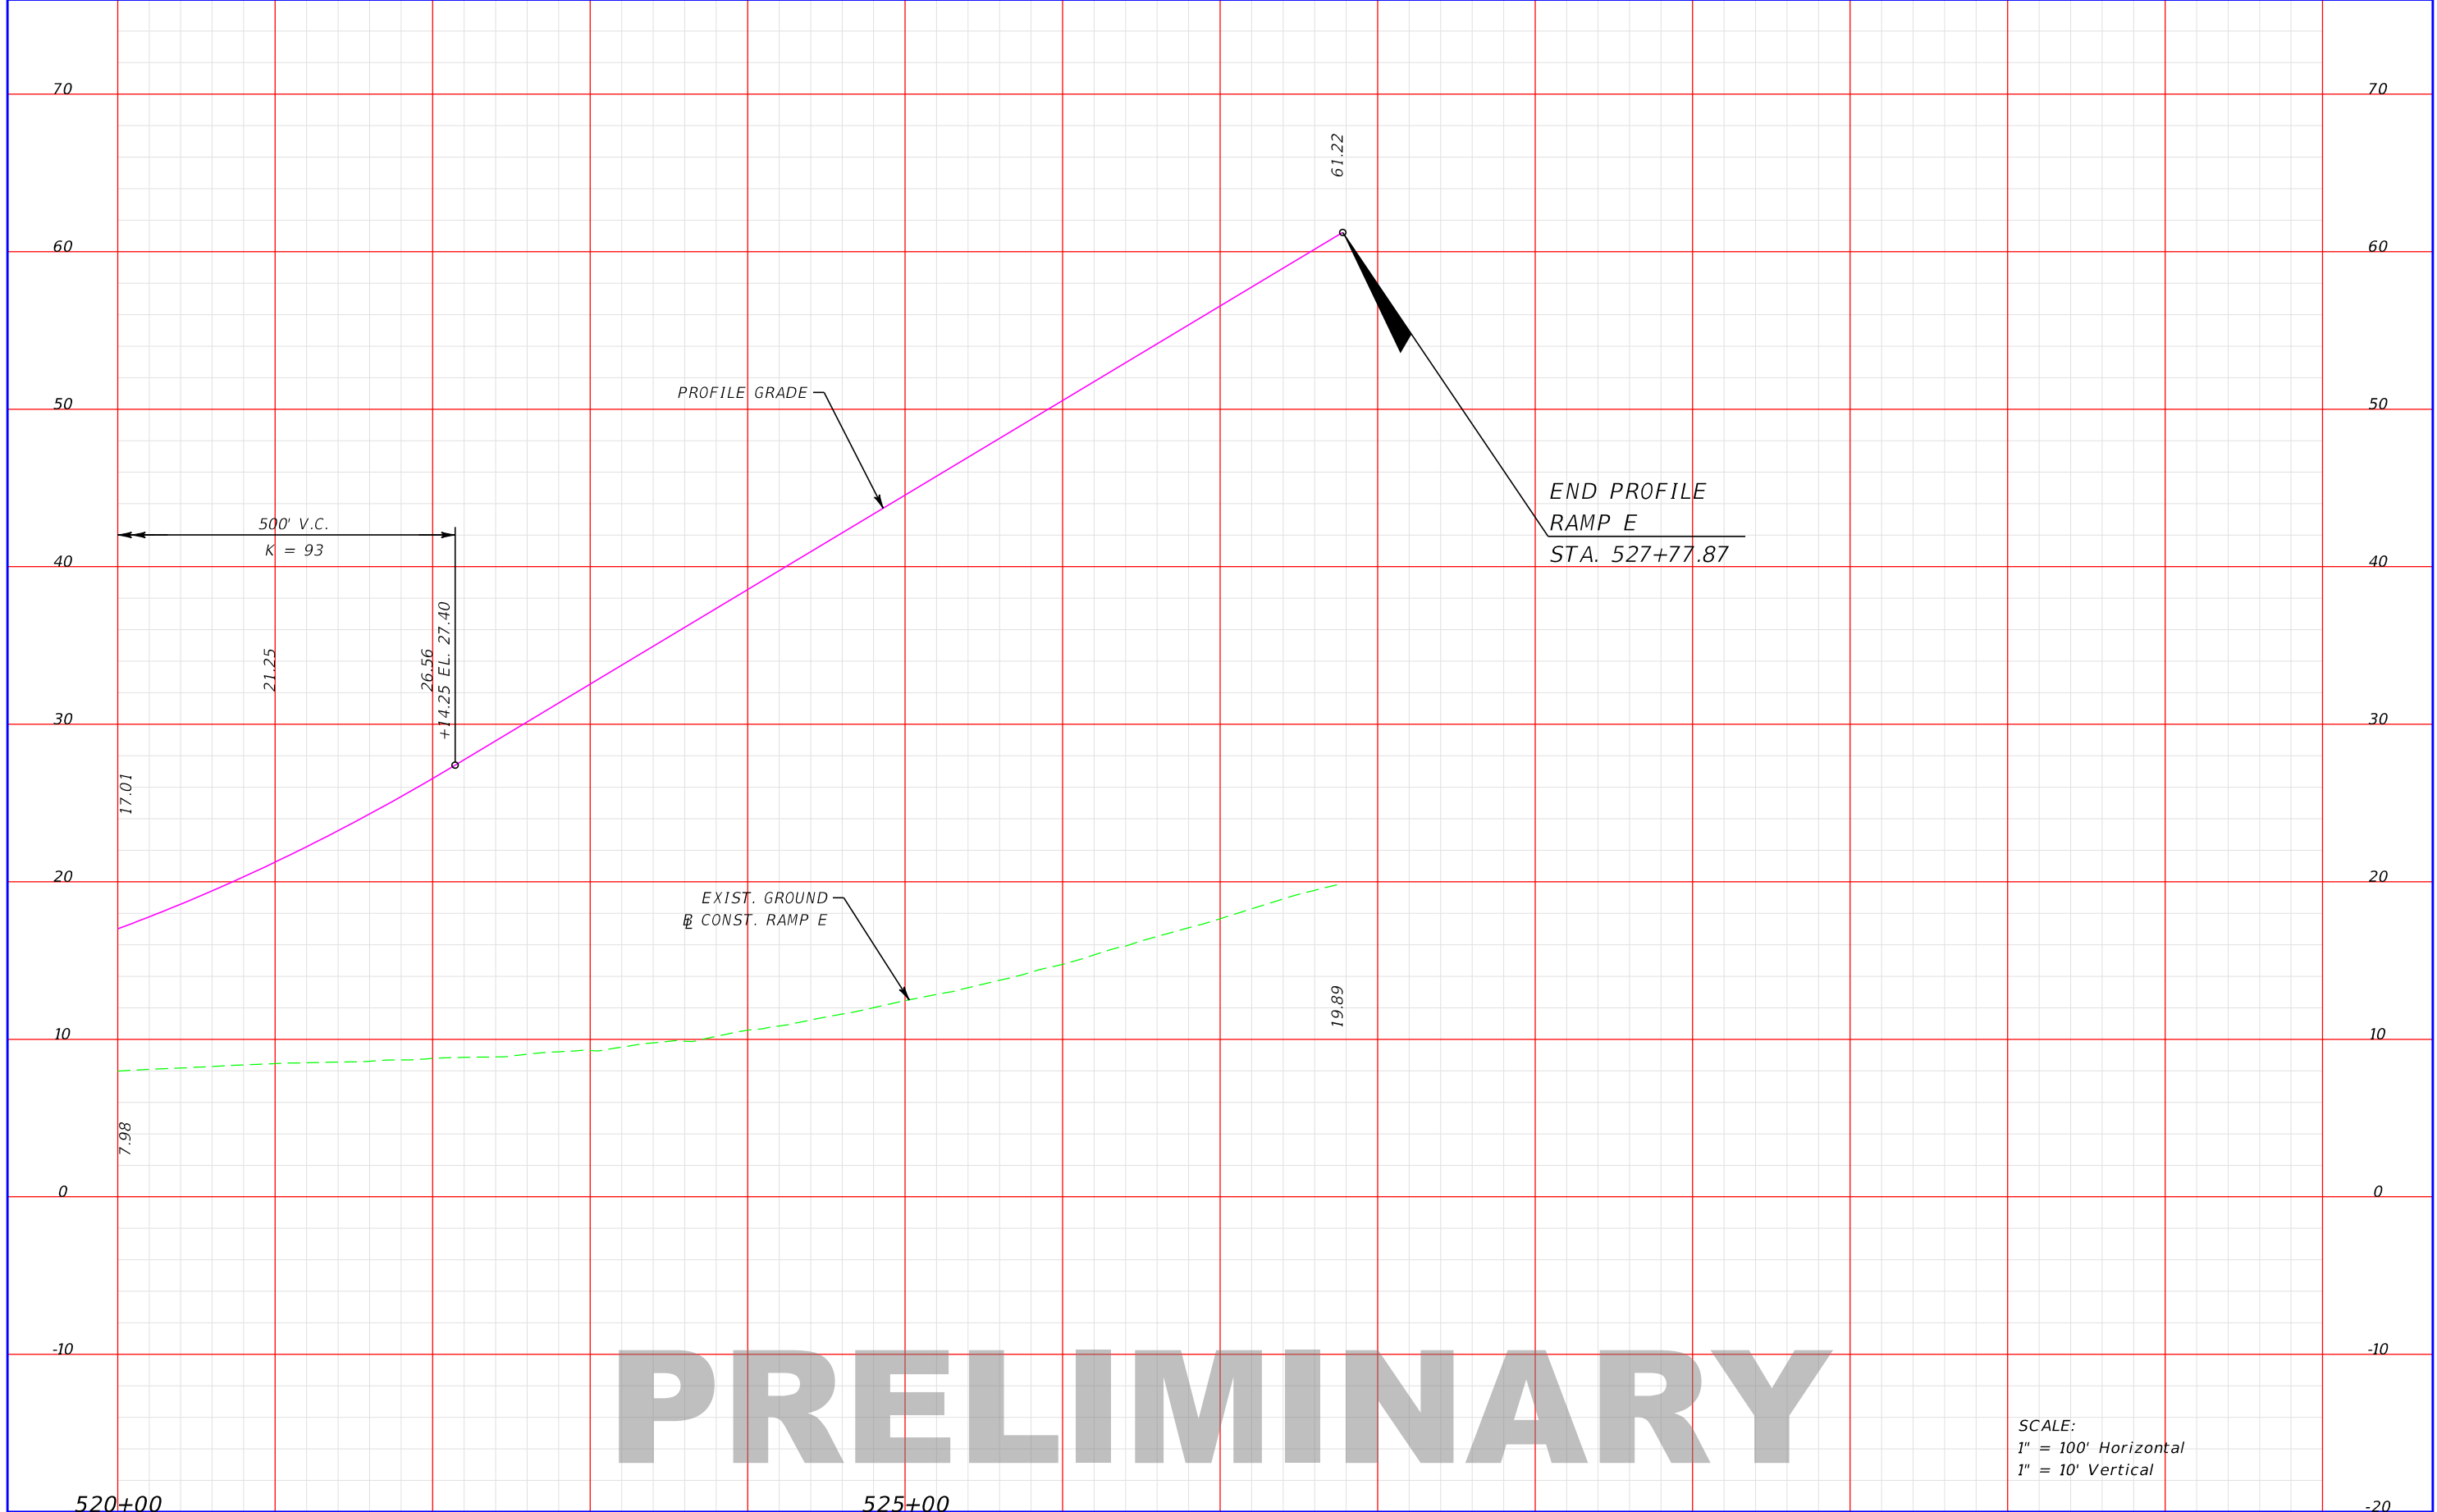 70
70
61.22
60
60
PROFILE GRADE
50
50
END PROFILE
RAMP E
STA. 527+77.87
500' V.C.
K = 93
40
40
21.25
26.56
+14.25 EL. 27.40
30
30
17.01
20
20
EXIST. GROUND
BL CONST. RAMP E
19.89
10
10
7.98
0
0
-10
-10
PRELIMINARY
SCALE:
1" = 100' Horizontal
1" = 10' Vertical
520+00
525+00
-20